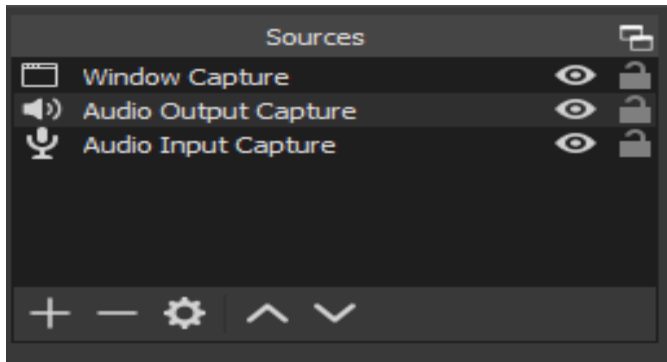 Sources
Window Capture
Audio Output Capture
Audio Input Capture